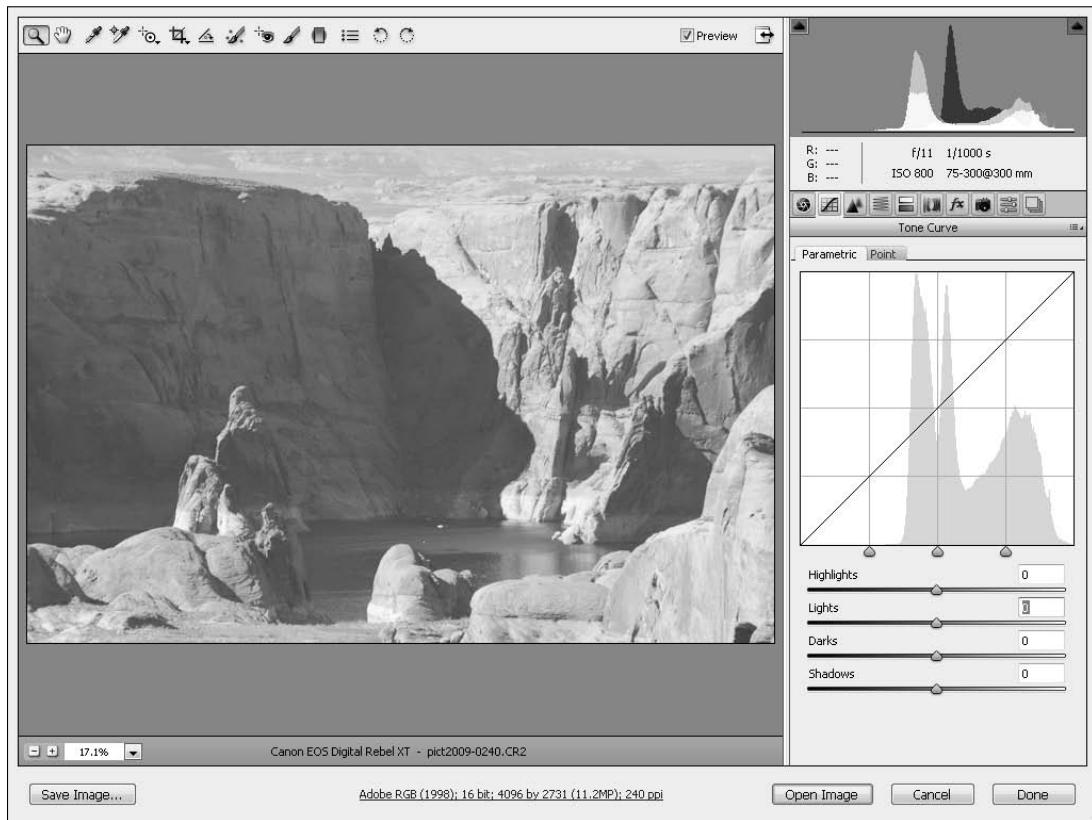 Preview
R: ---
G: ---
B: ---
f/11 1/1000 s
ISO 800 75-300@300 mm
fx
Tone Curve
Parametric Point
Highlights 0
Lights 0
Darks 0
Shadows 0
17.1% Canon EOS Digital Rebel XT - pict2009-0240.CR2
Save Image... Adobe RGB (1998); 16 bit; 4096 by 2731 (11.2MP); 240 ppi Open Image Cancel Done